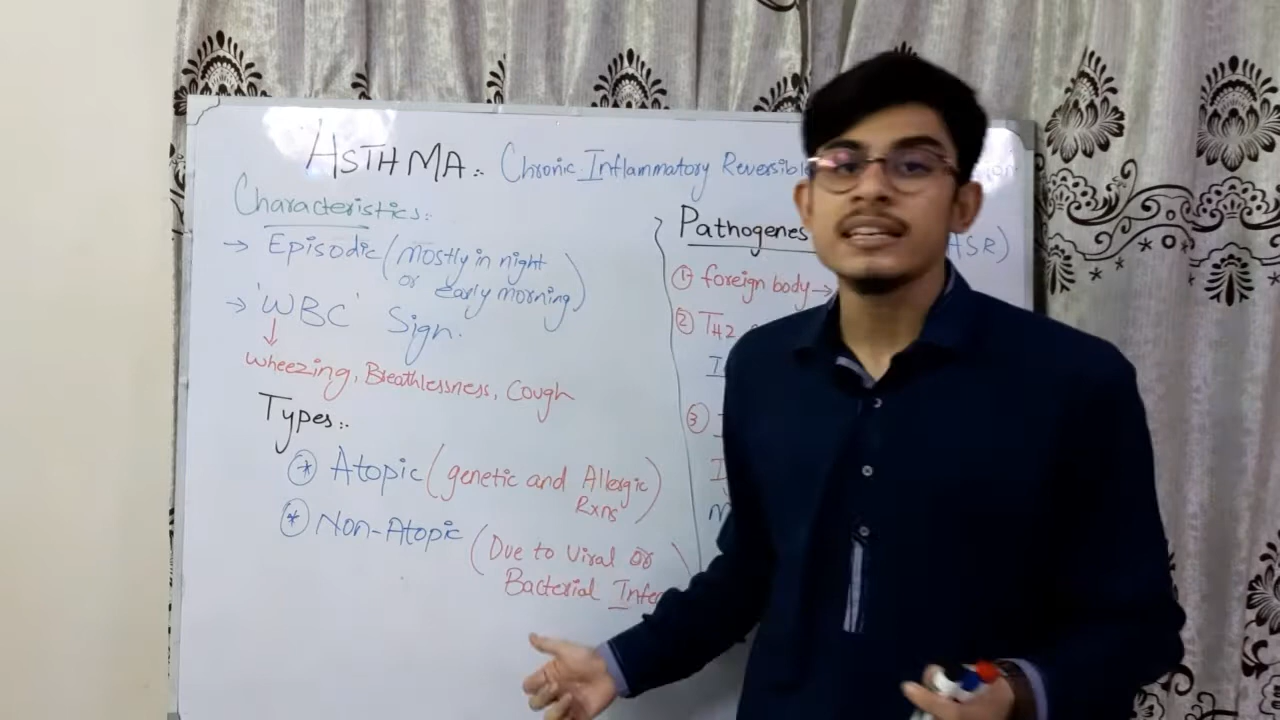 ASTHMA:. Chronic Inflammatory Reversible
Characteristics:.
→ Episodic (Mostly in night
or early morning)
→ 'WBC' Sign.
↓
Wheezing, Breathlessness, Cough
Types:.
* Atopic (genetic and Allergic
Rxns)
* Non-Atopic (Due to Viral or
Bacterial Infe
Pathogenes
ASR)
① foreign body →
② TH2
③